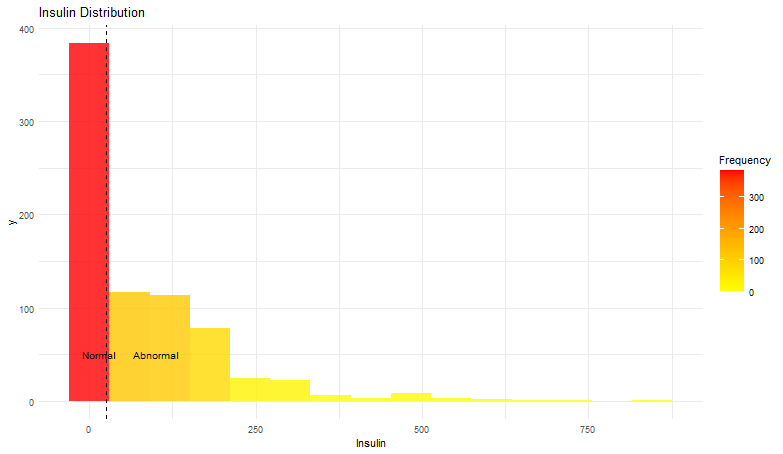 Insulin Distribution
400
300
200
100
0
y
Normal
Abnormal
0
250
500
750
Insulin
Frequency
300
200
100
0